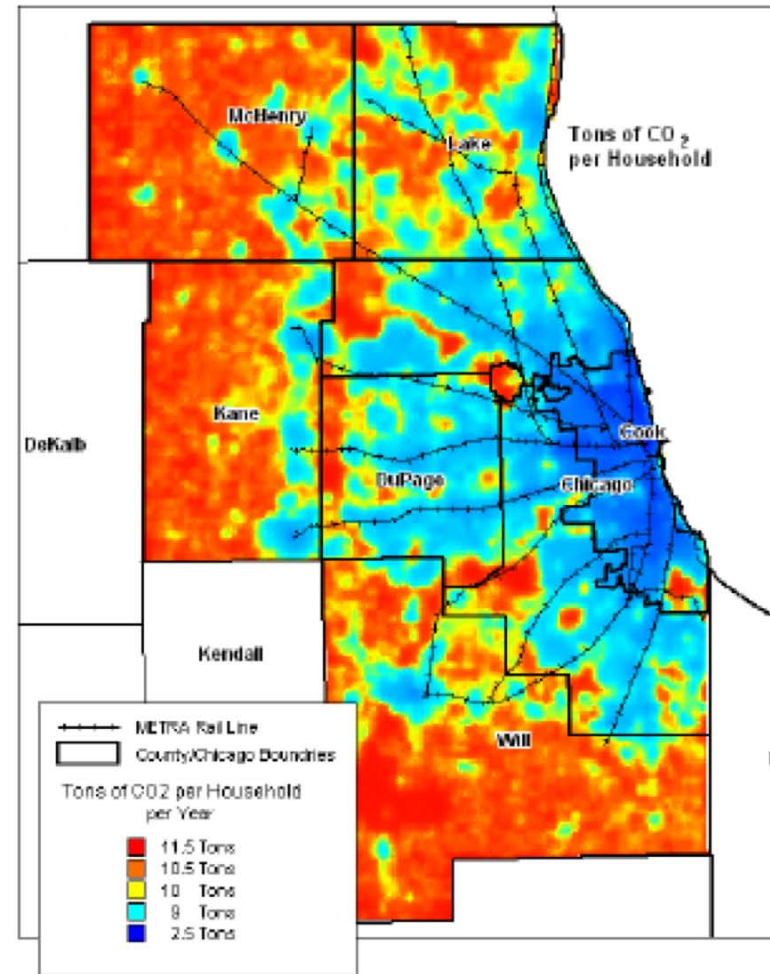 McHenry
Lake
Tons of CO 2
per Household
Kane
DeKalb
Cook
DuPage
Chicago
Kendall
Will
METRA Rail Line
County/Chicago Boundries
Tons of CO2 per Household
per Year
11.5 Tons
10.5 Tons
10 Tons
9 Tons
2.5 Tons